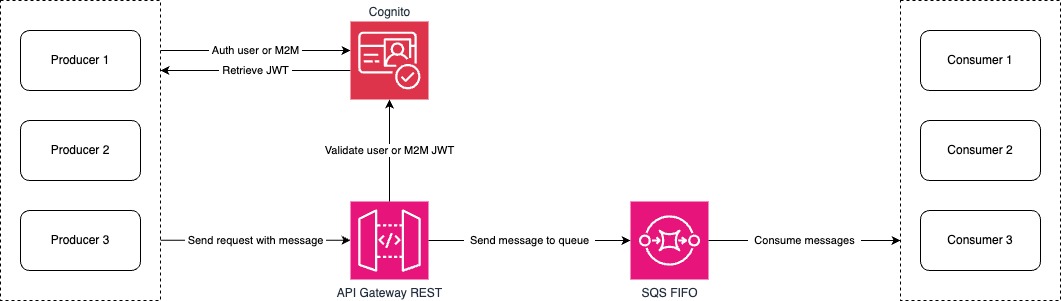 Cognito
Producer 1
Auth user or M2M
Retrieve JWT
Consumer 1
Producer 2
Validate user or M2M JWT
Consumer 2
Producer 3
Send request with message
</>
Send message to queue
Consume messages
Consumer 3
API Gateway REST
SQS FIFO